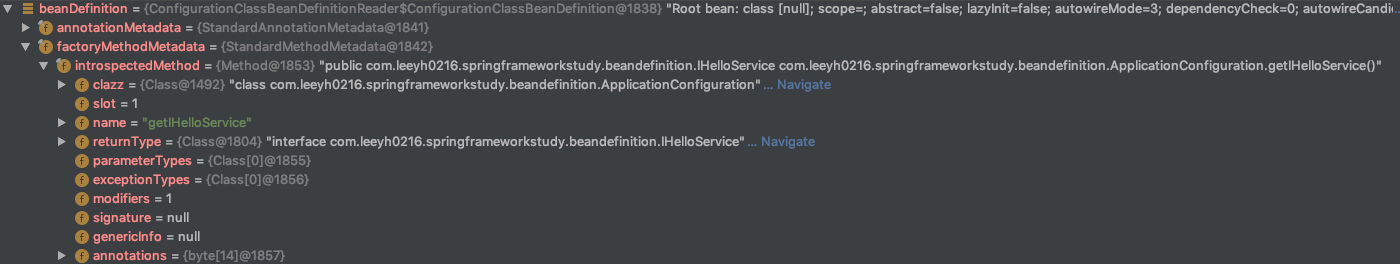 beanDefinition = {ConfigurationClassBeanDefinitionReader$ConfigurationClassBeanDefinition@1838} "Root bean: class [null]; scope=; abstract=false; lazyInit=false; autowireMode=3; dependencyCheck=0; autowireCandi...
annotationMetadata = {StandardAnnotationMetadata@1841}
factoryMethodMetadata = {StandardMethodMetadata@1842}
introspectedMethod = {Method@1853} "public com.leeyh0216.springframeworkstudy.beandefinition.IHelloService com.leeyh0216.springframeworkstudy.beandefinition.ApplicationConfiguration.getIHelloService()"
clazz = {Class@1492} "class com.leeyh0216.springframeworkstudy.beandefinition.ApplicationConfiguration" ... Navigate
slot = 1
name = "getIHelloService"
returnType = {Class@1804} "interface com.leeyh0216.springframeworkstudy.beandefinition.IHelloService" ... Navigate
parameterTypes = {Class[0]@1855}
exceptionTypes = {Class[0]@1856}
modifiers = 1
signature = null
genericInfo = null
annotations = {byte[14]@1857}